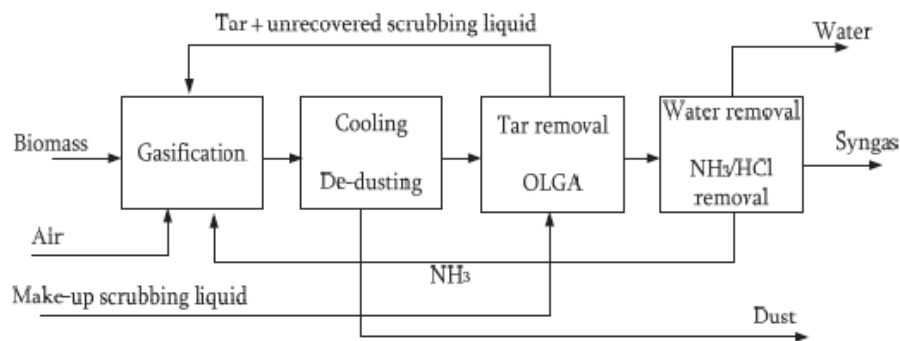 Tar + unrecovered scrubbing liquid
Water
Biomass
Gasification
Cooling
De-dusting
Tar removal
OLGA
Water removal
NH3/HCl
removal
Syngas
Air
NH3
Make-up scrubbing liquid
Dust